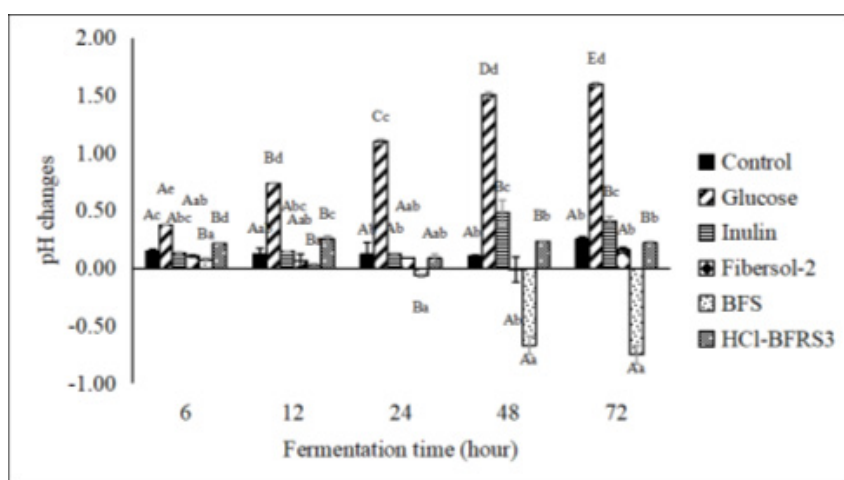 2.00
1.50
1.00
0.50
0.00
-0.50
-1.00
pH changes
Ac
Ae
Abc
Aab
Ba
Bd
Bd
Abc
Aab
Bc
Cc
Ab
Aab
Ba
Aab
Ab
Dd
Bc
Ab
Aa
Bb
Ab
Ed
Bc
Ab
Aa
Bb
6
12
24
48
72
Fermentation time (hour)
Control
Glucose
Inulin
Fibersol-2
BFS
HCl-BFRS3